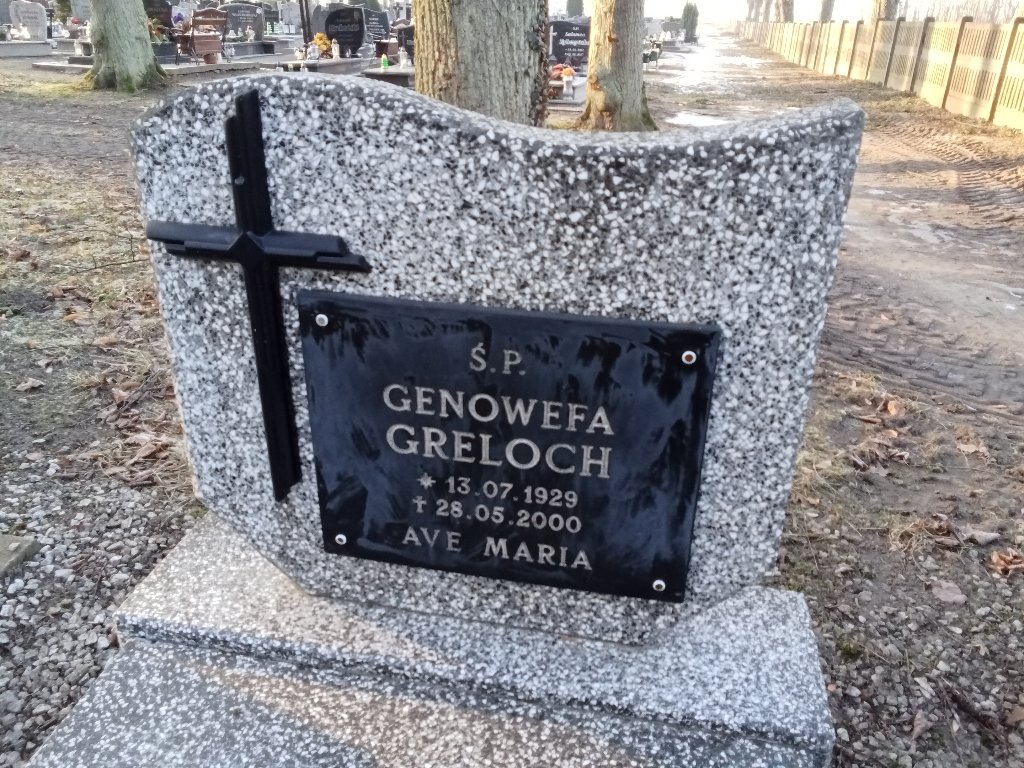 Ś.P.
GENOWEFA
GRELOCH
* 13.07.1929
† 28.05.2000
AVE MARIA